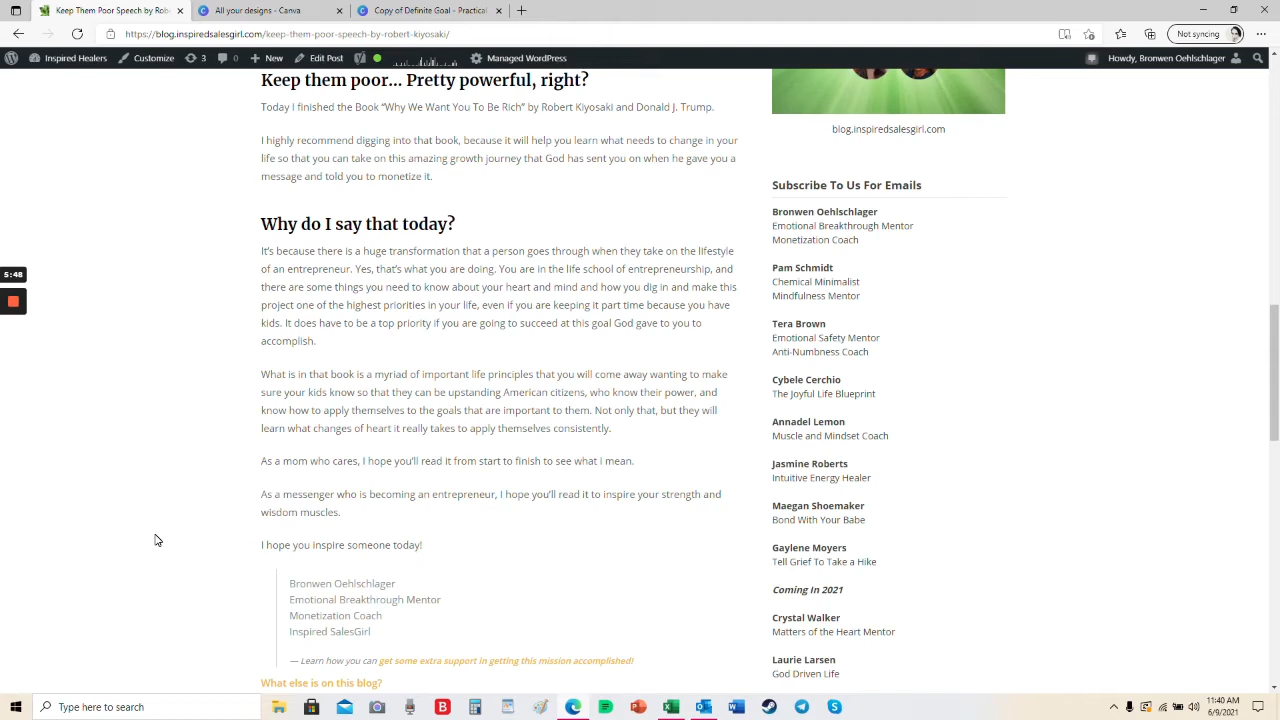 Keep Them Poor Speech by Rob
All your designs - Canva
Copy of Definite Goal - Practical
https://blog.inspiredsalesgirl.com/keep-them-poor-speech-by-robert-kiyosaki/
Not syncing
Inspired Healers
Customize
3
0
New
Edit Post
Managed WordPress
Howdy, Bronwen Oehlschlager
Keep them poor... Pretty powerful, right?
Today I finished the Book “Why We Want You To Be Rich” by Robert Kiyosaki and Donald J. Trump.
I highly recommend digging into that book, because it will help you learn what needs to change in your
life so that you can take on this amazing growth journey that God has sent you on when he gave you a
message and told you to monetize it.
Why do I say that today?
It’s because there is a huge transformation that a person goes through when they take on the lifestyle
of an entrepreneur. Yes, that’s what you are doing. You are in the life school of entrepreneurship, and
there are some things you need to know about your heart and mind and how you dig in and make this
project one of the highest priorities in your life, even if you are keeping it part time because you have
kids. It does have to be a top priority if you are going to succeed at this goal God gave to you to
accomplish.
What is in that book is a myriad of important life principles that you will come away wanting to make
sure your kids know so that they can be upstanding American citizens, who know their power, and
know how to apply themselves to the goals that are important to them. Not only that, but they will
learn what changes of heart it really takes to apply themselves consistently.
As a mom who cares, I hope you’ll read it from start to finish to see what I mean.
As a messenger who is becoming an entrepreneur, I hope you’ll read it to inspire your strength and
wisdom muscles.
I hope you inspire someone today!
Bronwen Oehlschlager
Emotional Breakthrough Mentor
Monetization Coach
Inspired SalesGirl
— Learn how you can get some extra support in getting this mission accomplished!
What else is on this blog?
blog.inspiredsalesgirl.com
Subscribe To Us For Emails
Bronwen Oehlschlager
Emotional Breakthrough Mentor
Monetization Coach
Pam Schmidt
Chemical Minimalist
Mindfulness Mentor
Tera Brown
Emotional Safety Mentor
Anti-Numbness Coach
Cybele Cerchio
The Joyful Life Blueprint
Annadel Lemon
Muscle and Mindset Coach
Jasmine Roberts
Intuitive Energy Healer
Maegan Shoemaker
Bond With Your Babe
Gaylene Moyers
Tell Grief To Take a Hike
Coming In 2021
Crystal Walker
Matters of the Heart Mentor
Laurie Larsen
God Driven Life
5:48
Type here to search
11:40 AM
6/9/2021